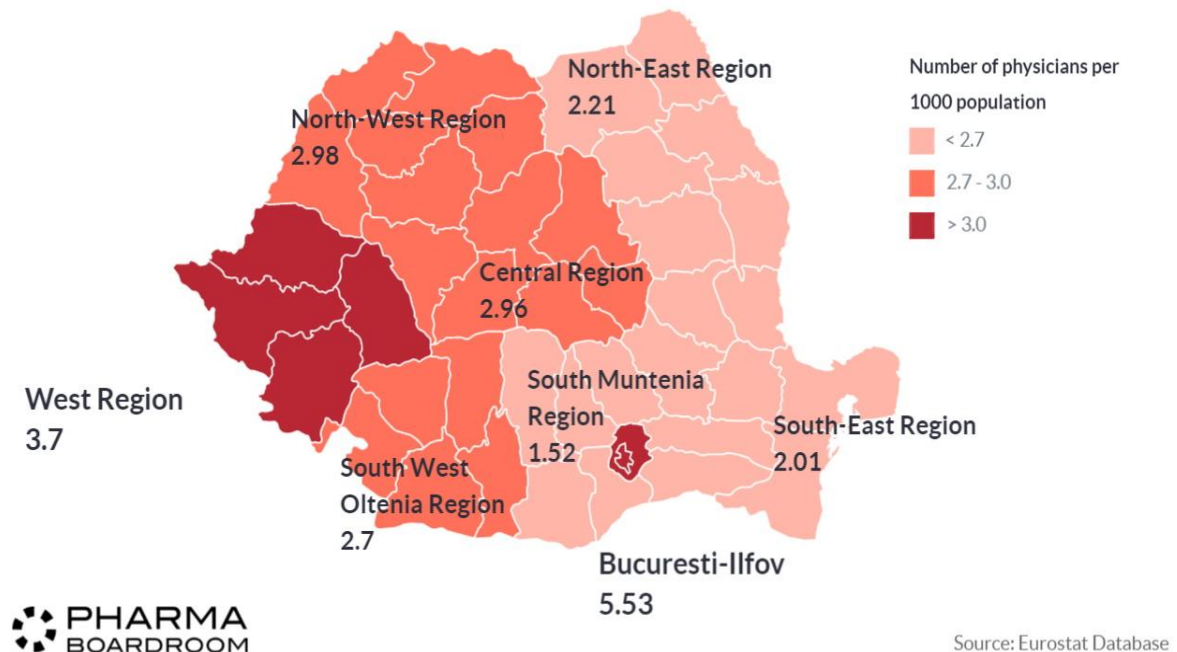 North-East Region
2.21
Number of physicians per
1000 population
< 2.7
2.7 - 3.0
> 3.0
North-West Region
2.98
Central Region
2.96
West Region
3.7
South Muntenia
Region
1.52
South-East Region
2.01
South West
Oltenia Region
2.7
Bucuresti-Ilfov
5.53
PHARMA
BOARDROOM
Source: Eurostat Database